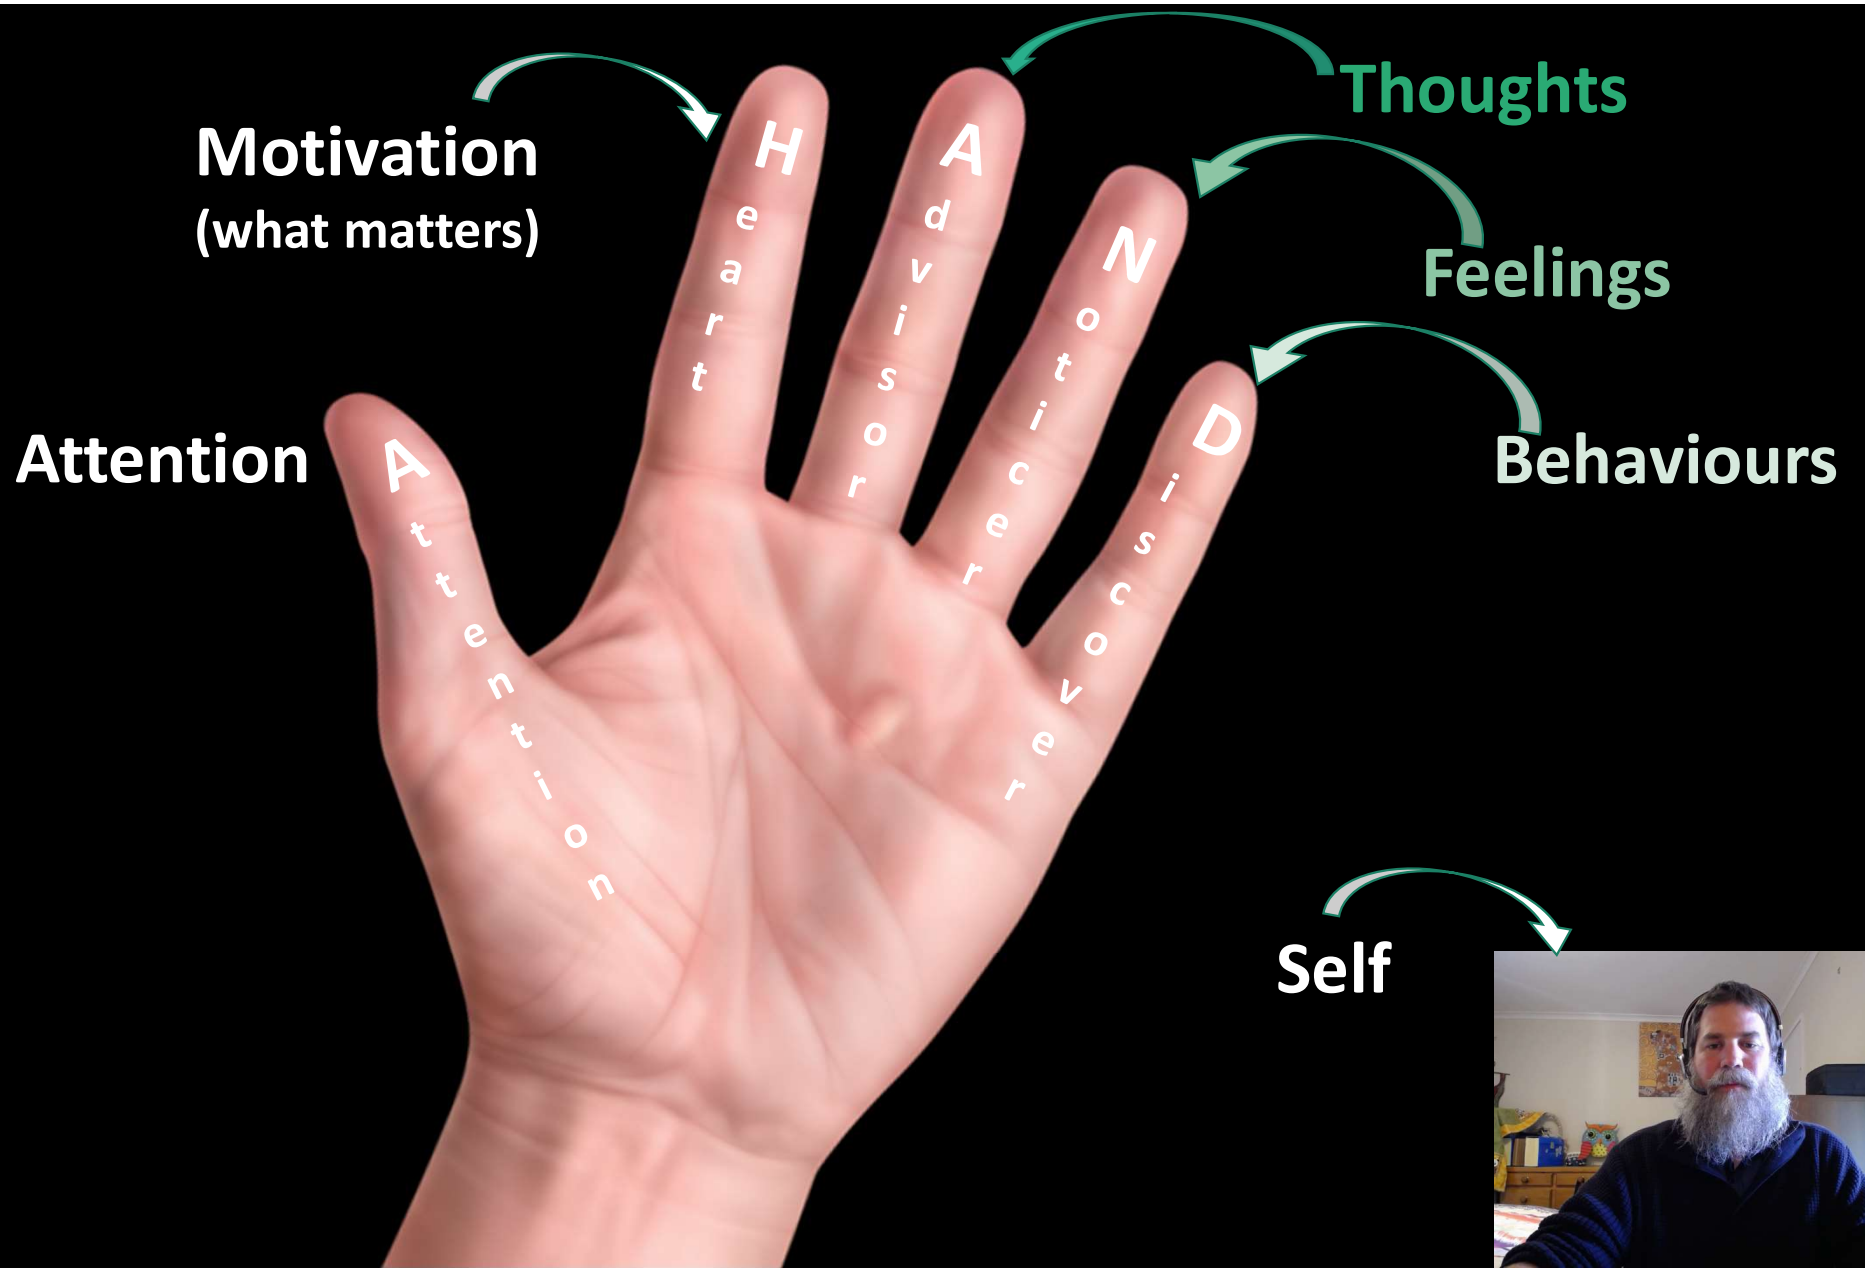 Thoughts
Motivation
(what matters)
Feelings
Attention
Behaviours
Attention
Heart
Advisor
Noticer
Discover
Self